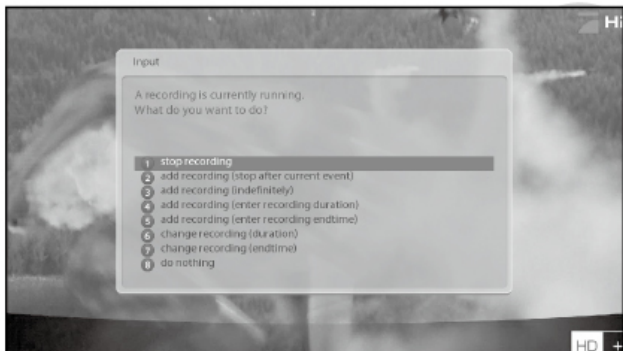 Hi
Input
A recording is currently running.
What do you want to do?
1 stop recording
2 add recording (stop after current event)
3 add recording (indefinitely)
4 add recording (enter recording duration)
5 add recording (enter recording endtime)
6 change recording (duration)
7 change recording (endtime)
8 do nothing
HD +